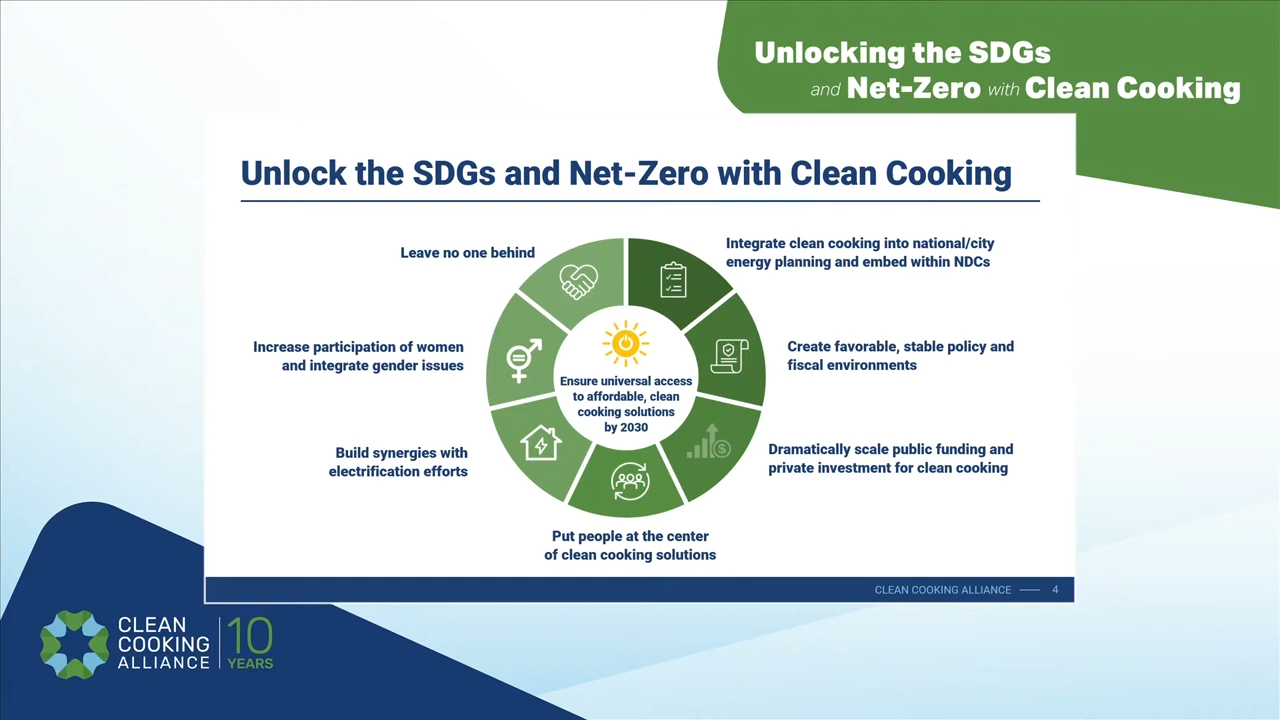 Unlocking the SDGs
and Net-Zero with Clean Cooking
Unlock the SDGs and Net-Zero with Clean Cooking
Leave no one behind
Integrate clean cooking into national/city
energy planning and embed within NDCs
Increase participation of women
and integrate gender issues
Create favorable, stable policy and
fiscal environments
Ensure universal access
to affordable, clean
cooking solutions
by 2030
Build synergies with
electrification efforts
Dramatically scale public funding and
private investment for clean cooking
Put people at the center
of clean cooking solutions
CLEAN COOKING ALLIANCE 4
CLEAN
COOKING
ALLIANCE
10
YEARS